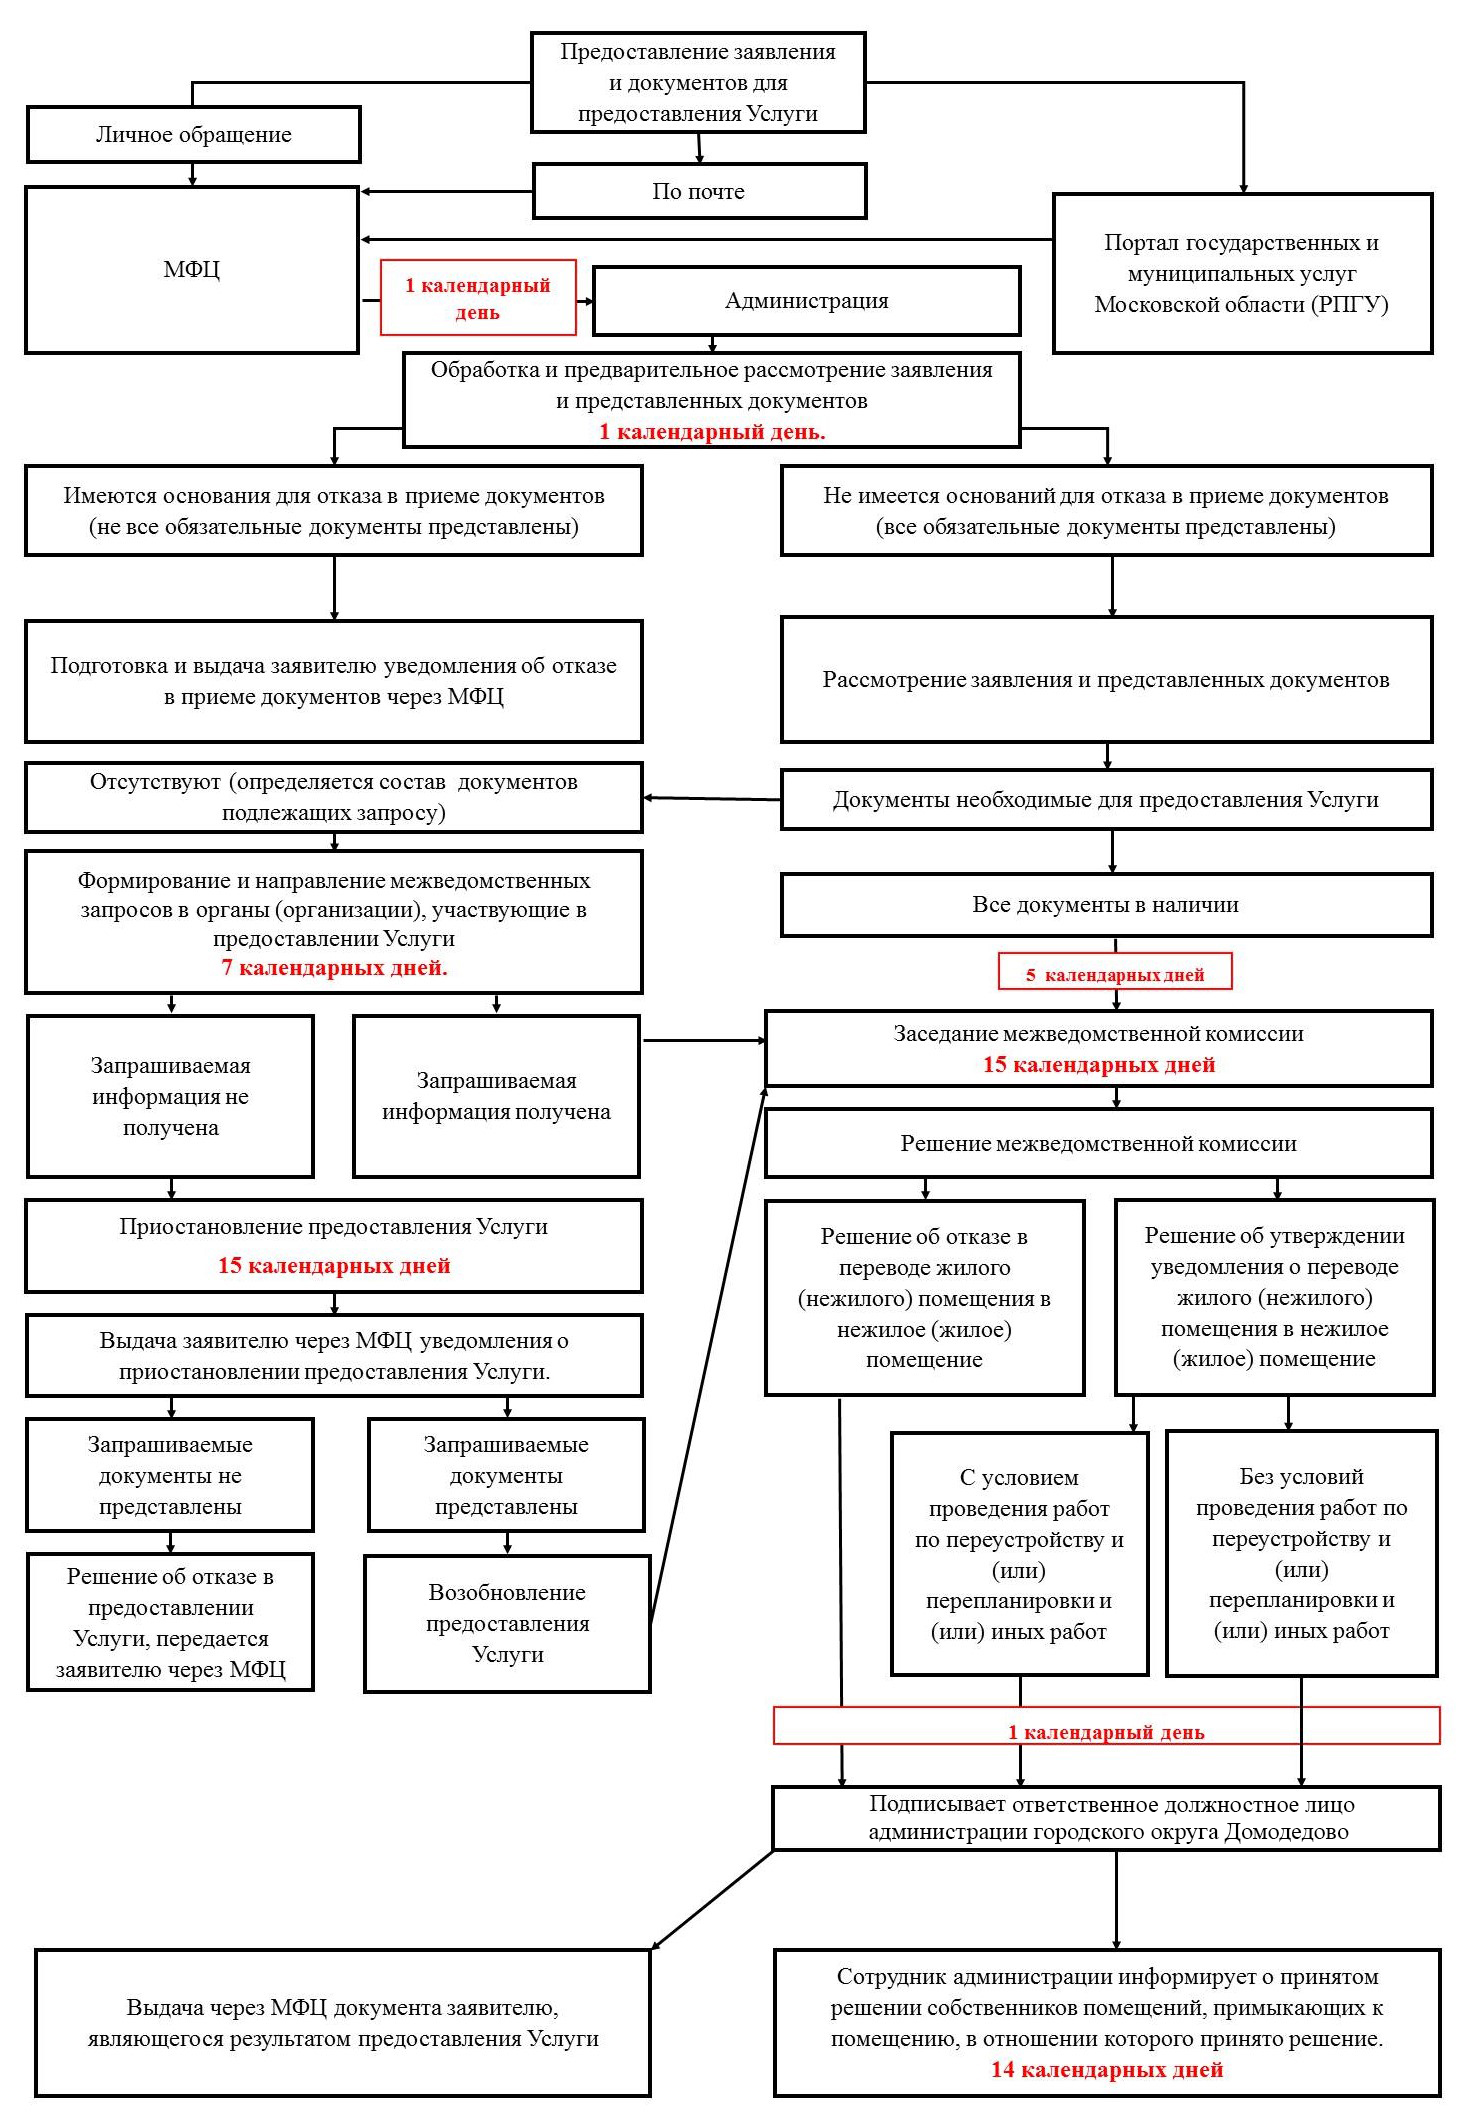 Предоставление заявления
и документов для
предоставления Услуги
Личное обращение
По почте
МФЦ
Портал государственных и
муниципальных услуг
Московской области (РПГУ)
1 календарный
день
Администрация
Обработка и предварительное рассмотрение заявления
и представленных документов
1 календарный день.
Имеются основания для отказа в приеме документов
(не все обязательные документы представлены)
Не имеется оснований для отказа в приеме документов
(все обязательные документы представлены)
Подготовка и выдача заявителю уведомления об отказе
в приеме документов через МФЦ
Рассмотрение заявления и представленных документов
Отсутствуют (определяется состав документов
подлежащих запросу)
Документы необходимые для предоставления Услуги
Формирование и направление межведомственных
запросов в органы (организации), участвующие в
предоставлении Услуги
7 календарных дней.
Все документы в наличии
5 календарных дней
Запрашиваемая
информация не
получена
Запрашиваемая
информация получена
Заседание межведомственной комиссии
15 календарных дней
Решение межведомственной комиссии
Приостановление предоставления Услуги
15 календарных дней
Решение об отказе в
переводе жилого
(нежилого) помещения в
нежилое (жилое)
помещение
Решение об утверждении
уведомления о переводе
жилого (нежилого)
помещения в нежилое
(жилое) помещение
Выдача заявителю через МФЦ уведомления о
приостановлении предоставления Услуги.
Запрашиваемые
документы не
представлены
Запрашиваемые
документы
представлены
С условием
проведения работ
по переустройству и
(или)
перепланировки и
(или) иных работ
Без условий
проведения работ по
переустройству и
(или)
перепланировки и
(или) иных работ
Решение об отказе в
предоставлении
Услуги, передается
заявителю через МФЦ
Возобновление
предоставления
Услуги
1 календарный день
Подписывает ответственное должностное лицо
администрации городского округа Домодедово
Выдача через МФЦ документа заявителю,
являющегося результатом предоставления Услуги
Сотрудник администрации информирует о принятом
решении собственников помещений, примыкающих к
помещению, в отношении которого принято решение.
14 календарных дней